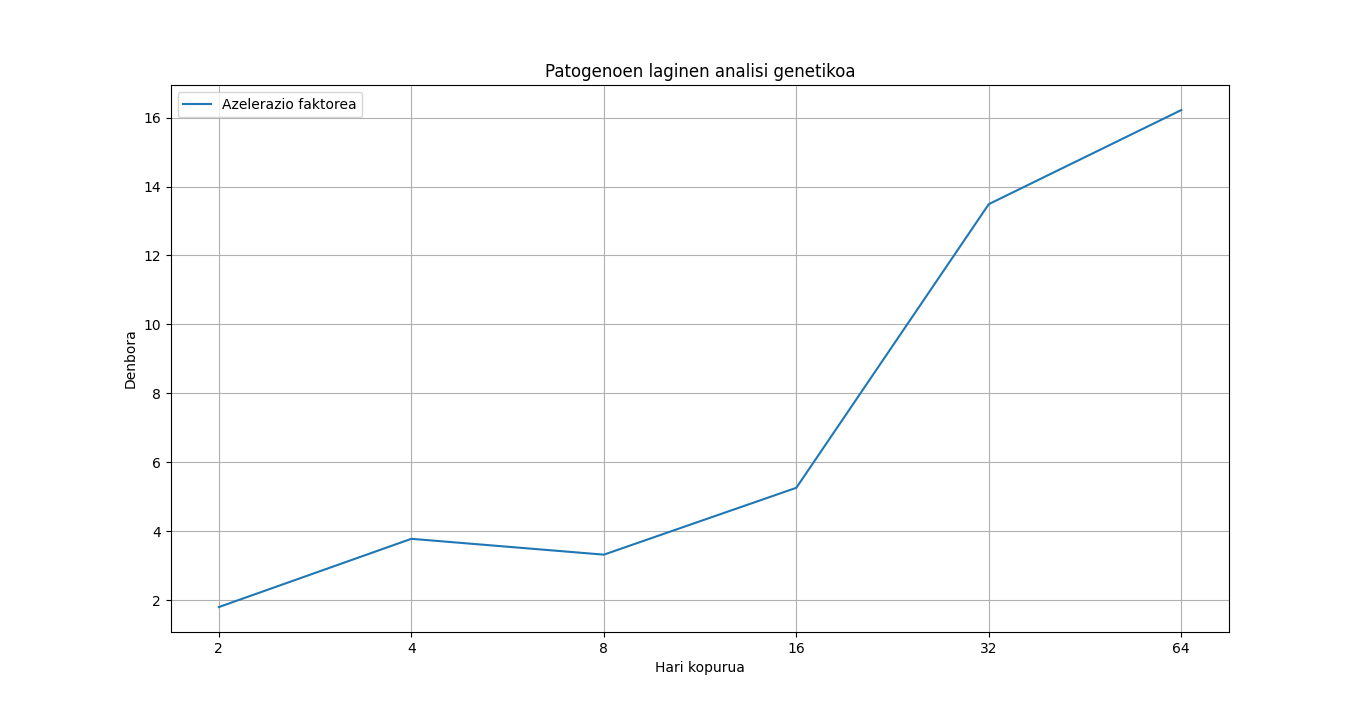 Patogenoen laginen analisi genetikoa
Azelerazio faktorea
16
14
12
10
8
6
4
2
Denbora
2 4 8 16 32 64
Hari kopurua